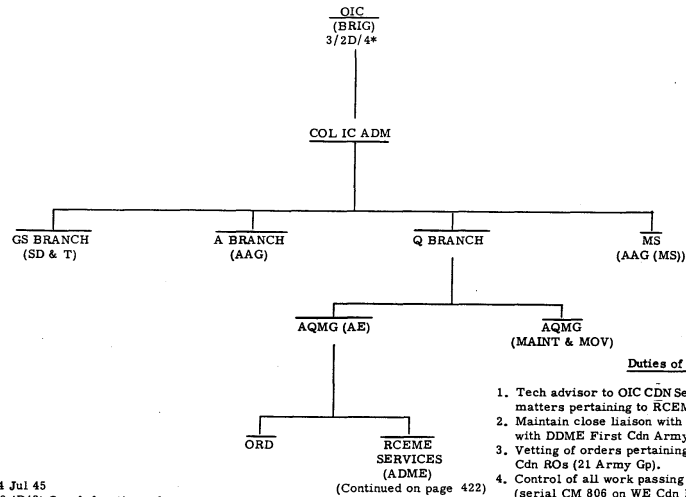 OIC
(BRIG)
3/2D/4*
COL IC ADM
GS BRANCH
(SD & T)
A BRANCH
(AAG)
Q BRANCH
MS
(AAG (MS))
AQMG (AE)
AQMG
(MAINT & MOV)
ORD
RCEME
SERVICES
(ADME)
(Continued on page 422)
Duties of
1. Tech advisor to OIC CDN Se
matters pertaining to RCEM
2. Maintain close liaison with
with DDME First Cdn Army
3. Vetting of orders pertaining
Cdn ROs (21 Army Gp).
4. Control of all work passing
(serial CM 806 on WE Cdn
Jul 45